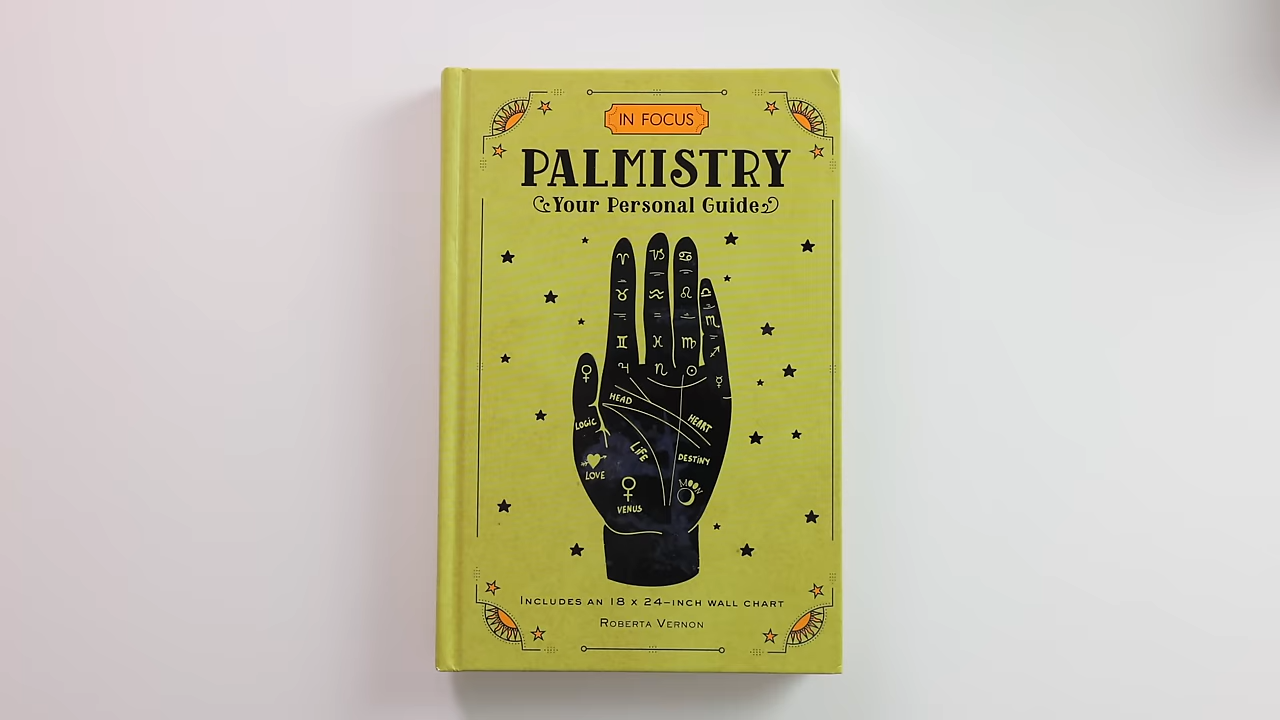 IN FOCUS
PALMISTRY
Your Personal Guide
HEAD
LOGIC
HEART
LIFE
DESTINY
LOVE
MOON
VENUS
INCLUDES AN 18 X 24–INCH WALL CHART
ROBERTA VERNON